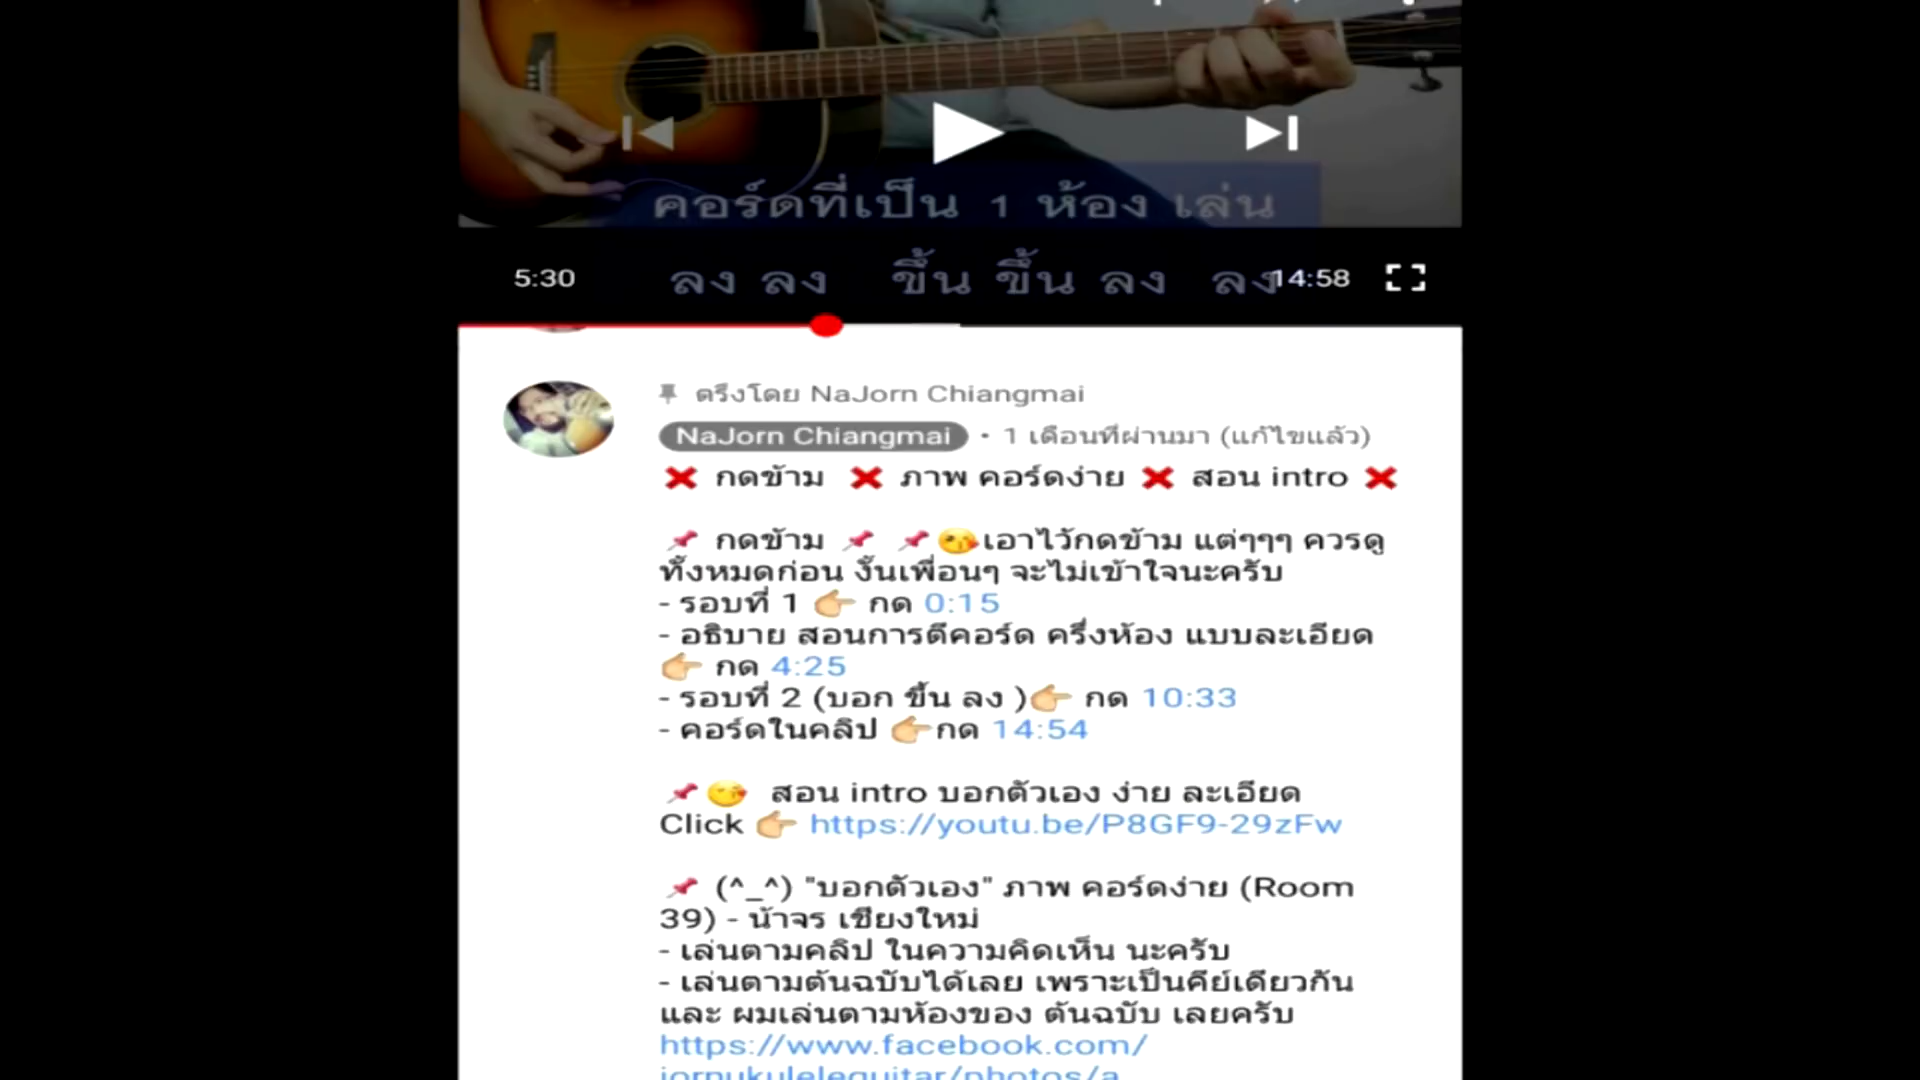 คอร์ดที่เป็น 1 ห้อง เล่น
5:30 ลง ลง ขึ้น ขึ้น ลง ลง 14:58
ตรึงโดย NaJorn Chiangmai
NaJorn Chiangmai • 1 เดือนที่ผ่านมา (แก้ไขแล้ว)
❌ กดข้าม ❌ ภาพ คอร์ดง่าย ❌ สอน intro ❌
📌 กดข้าม 📌 📌😘เอาไว้กดข้าม แต่ๆๆๆ ควรดู
ทั้งหมดก่อน งั้นเพื่อนๆ จะไม่เข้าใจนะครับ
- รอบที่ 1 👉 กด 0:15
- อธิบาย สอนการตีคอร์ด ครึ่งห้อง แบบละเอียด
👉 กด 4:25
- รอบที่ 2 (บอก ขึ้น ลง )👉 กด 10:33
- คอร์ดในคลิป 👉กด 14:54
📌😘 สอน intro บอกตัวเอง ง่าย ละเอียด
Click 👉 https://youtu.be/P8GF9-29zFw
📌 (^_^) "บอกตัวเอง" ภาพ คอร์ดง่าย (Room
39) - น้าจร เชียงใหม่
- เล่นตามคลิป ในความคิดเห็น นะครับ
- เล่นตามต้นฉบับได้เลย เพราะเป็นคีย์เดียวกัน
และ ผมเล่นตามห้องของ ต้นฉบับ เลยครับ
https://www.facebook.com/
jornukuleleguitar/photos/a